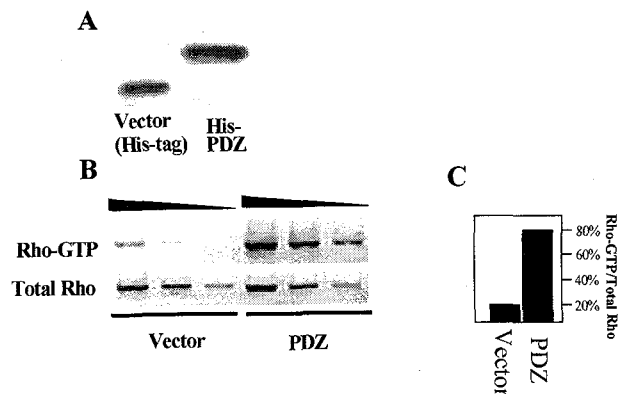 A
Vector
(His-tag)
His-
PDZ
B
Rho-GTP
Total Rho
Vector
PDZ
C
80%
60%
40%
20%
Rho-GTP/Total Rho
Vector
PDZ